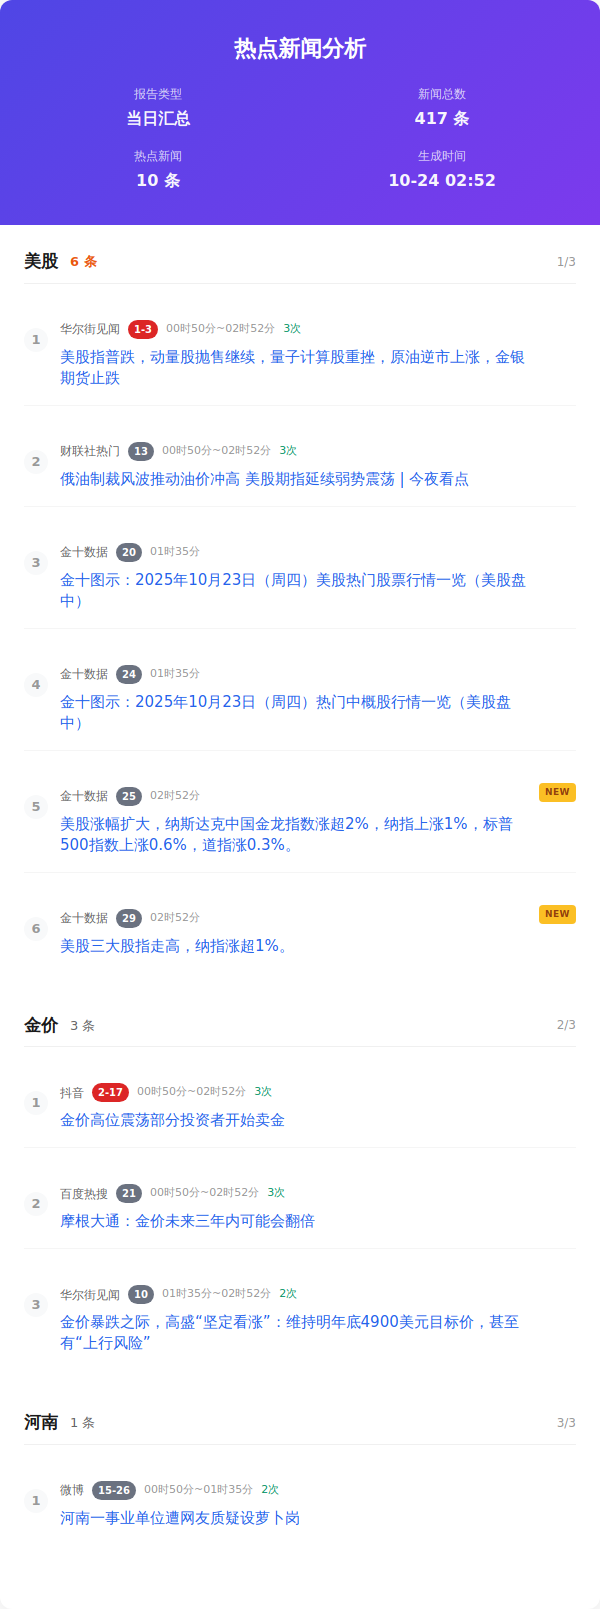 热点新闻分析
报告类型
新闻总数
当日汇总
417 条
热点新闻
生成时间
10 条
10-24 02:52
美股 6 条 1/3
1 华尔街见闻 1-3 00时50分~02时52分 3次
美股指普跌，动量股抛售继续，量子计算股重挫，原油逆市上涨，金银
期货止跌
2 财联社热门 13 00时50分~02时52分 3次
俄油制裁风波推动油价冲高 美股期指延续弱势震荡 | 今夜看点
3 金十数据 20 01时35分
金十图示：2025年10月23日（周四）美股热门股票行情一览（美股盘
中）
4 金十数据 24 01时35分
金十图示：2025年10月23日（周四）热门中概股行情一览（美股盘
中）
5 金十数据 25 02时52分 NEW
美股涨幅扩大，纳斯达克中国金龙指数涨超2%，纳指上涨1%，标普
500指数上涨0.6%，道指涨0.3%。
6 金十数据 29 02时52分 NEW
美股三大股指走高，纳指涨超1%。
金价 3 条 2/3
1 抖音 2-17 00时50分~02时52分 3次
金价高位震荡部分投资者开始卖金
2 百度热搜 21 00时50分~02时52分 3次
摩根大通：金价未来三年内可能会翻倍
3 华尔街见闻 10 01时35分~02时52分 2次
金价暴跌之际，高盛“坚定看涨”：维持明年底4900美元目标价，甚至
有“上行风险”
河南 1 条 3/3
1 微博 15-26 00时50分~01时35分 2次
河南一事业单位遭网友质疑设萝卜岗